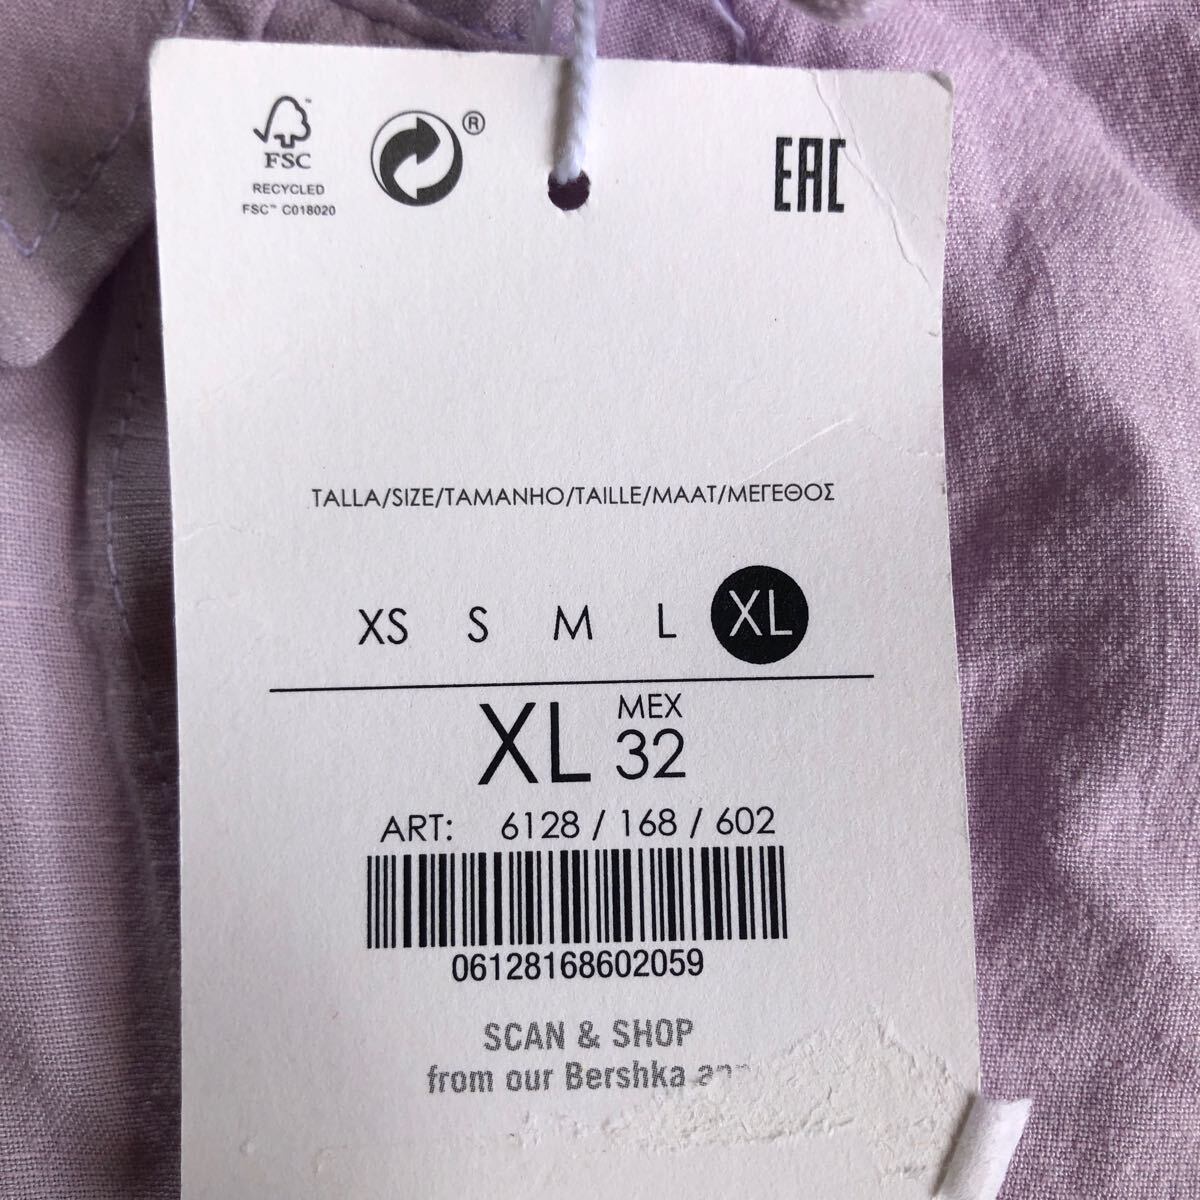 FSC™
RECYCLED
FSC™ C018020
®
EAC
TALLA/SIZE/TAMANHO/TAILLE/MAAT/ΜΕΓΕΘΟΣ
XS S M L XL
XL MEX 32
ART: 6128 / 168 / 602
06128168602059
SCAN & SHOP
from our Bershka